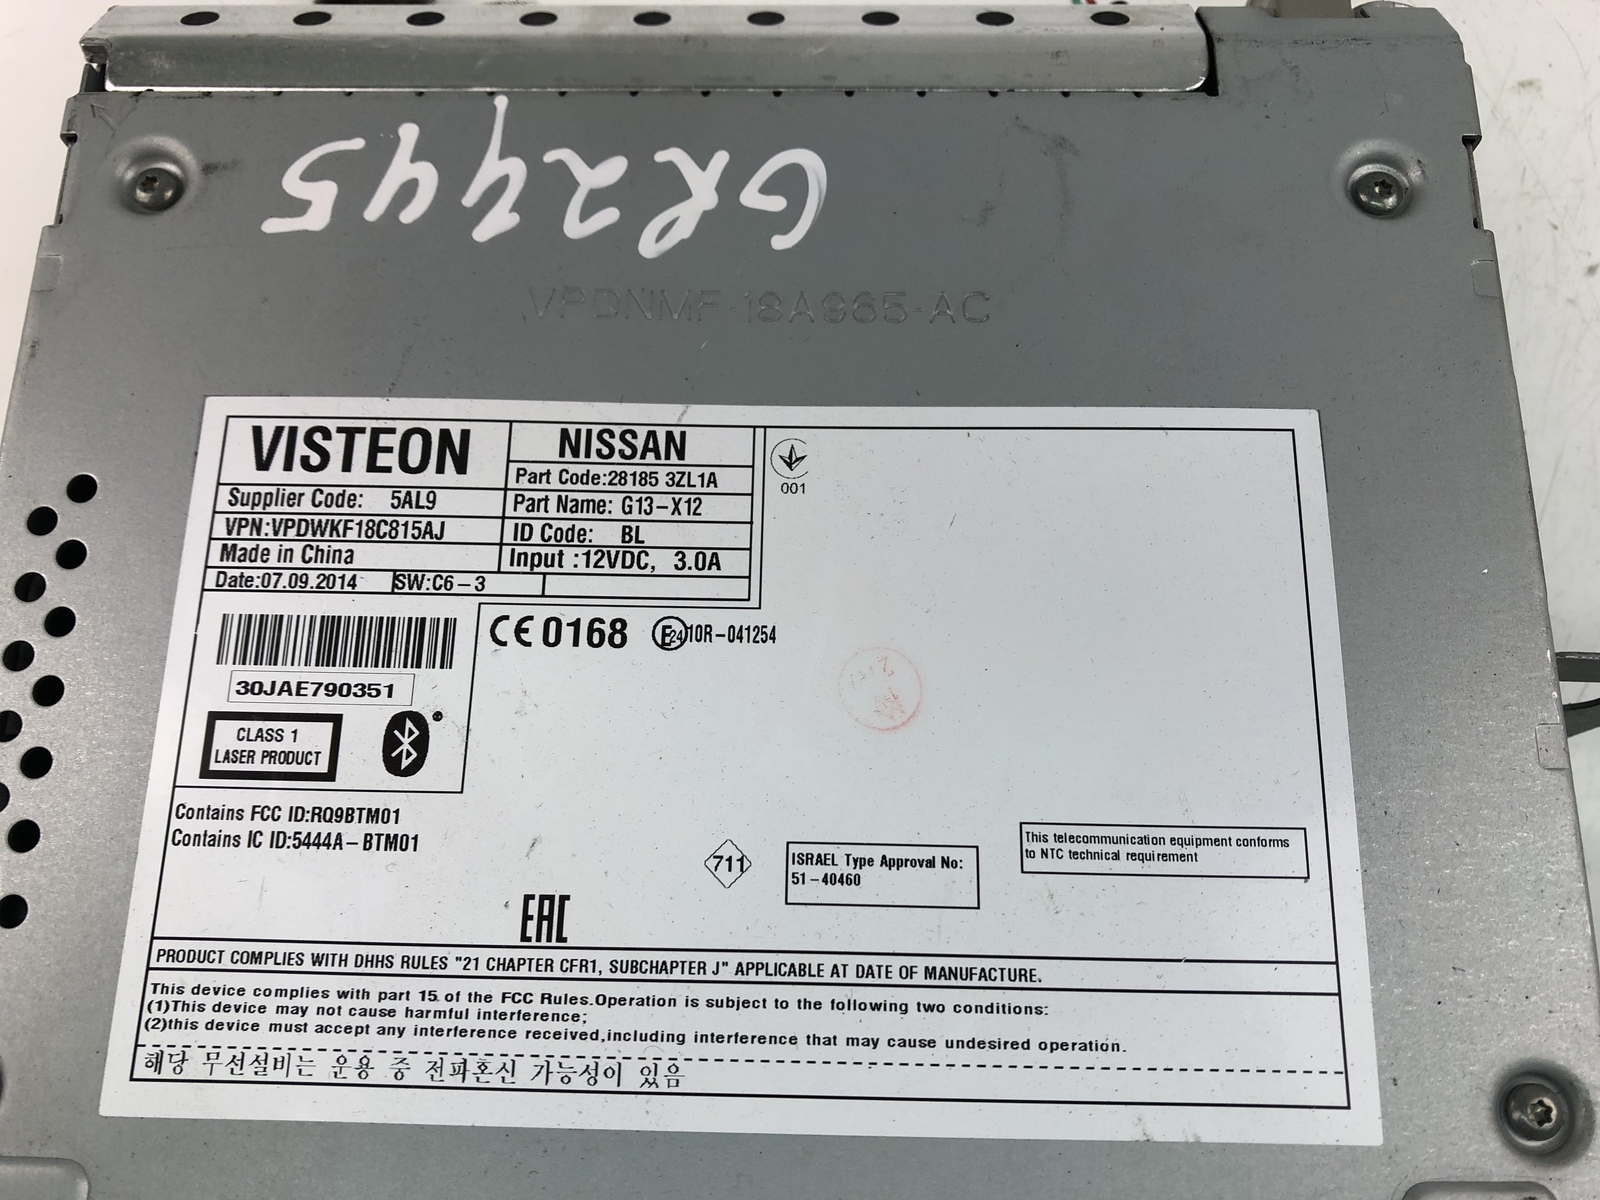 GR2445
VPDNMF-18A965-AC
VISTEON
NISSAN
Part Code:28185 3ZL1A
Supplier Code: 5AL9
Part Name: G13-X12
VPN:VPDWKF18C815AJ
ID Code: BL
Made in China
Input :12VDC, 3.0A
Date:07.09.2014 SW:C6-3
001
CE 0168
E24 10R-041254
30JAE790351
CLASS 1
LASER PRODUCT
Contains FCC ID:RQ9BTM01
Contains IC ID:5444A-BTM01
711
ISRAEL Type Approval No:
51-40460
This telecommunication equipment conforms
to NTC technical requirement
EAC
PRODUCT COMPLIES WITH DHHS RULES "21 CHAPTER CFR1, SUBCHAPTER J" APPLICABLE AT DATE OF MANUFACTURE.
This device complies with part 15 of the FCC Rules.Operation is subject to the following two conditions:
(1)This device may not cause harmful interference;
(2)this device must accept any interference received,including interference that may cause undesired operation.
해당 무선설비는 운용 중 전파혼신 가능성이 있음